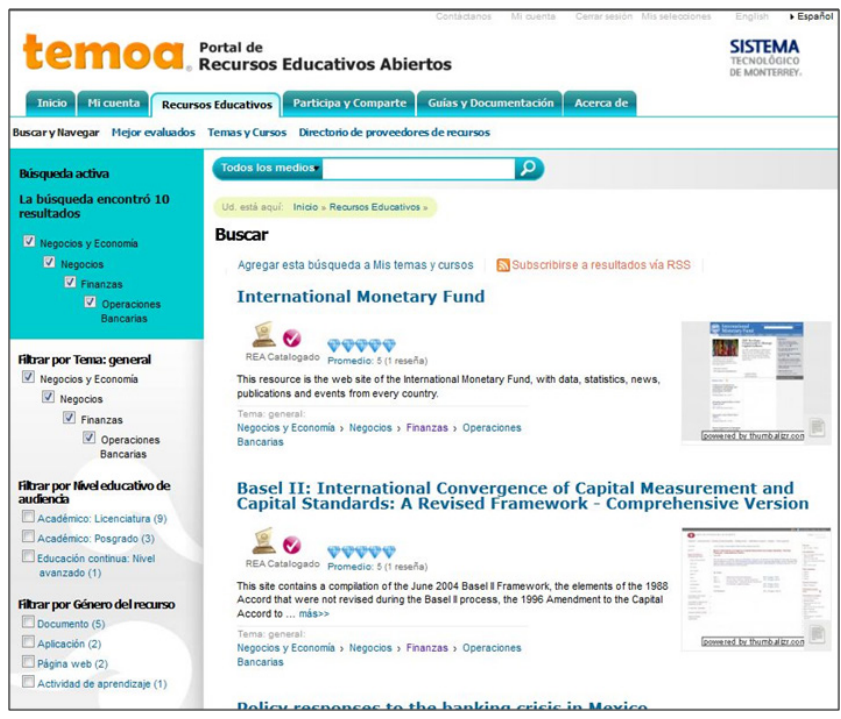 Contáctanos Mi cuenta Cerrar sesión Mis selecciones English Español
temoa
Portal de
Recursos Educativos Abiertos
SISTEMA
TECNOLÓGICO
DE MONTERREY.
Inicio Mi cuenta Recursos Educativos Participa y Comparte Guías y Documentación Acerca de
Buscar y Navegar Mejor evaluados Temas y Cursos Directorio de proveedores de recursos
Búsqueda activa
La búsqueda encontró 10
resultados
Negocios y Economía
Negocios
Finanzas
Operaciones
Bancarias
Filtrar por Tema: general
Negocios y Economía
Negocios
Finanzas
Operaciones
Bancarias
Filtrar por Nivel educativo de
audiencia
Académico: Licenciatura (9)
Académico: Posgrado (3)
Educación continua: Nivel
avanzado (1)
Filtrar por Género del recurso
Documento (5)
Aplicación (2)
Página web (2)
Actividad de aprendizaje (1)
Todos los medios
Ud. está aquí: Inicio » Recursos Educativos »
Buscar
Agregar esta búsqueda a Mis temas y cursos Subscribirse a resultados vía RSS
International Monetary Fund
REA Catalogado Promedio: 5 (1 reseña)
This resource is the web site of the International Monetary Fund, with data, statistics, news,
publications and events from every country.
Tema: general:
Negocios y Economía › Negocios › Finanzas › Operaciones
Bancarias
powered by thumbalizr.com
Basel II: International Convergence of Capital Measurement and
Capital Standards: A Revised Framework - Comprehensive Version
REA Catalogado Promedio: 5 (1 reseña)
This site contains a compilation of the June 2004 Basel II Framework, the elements of the 1988
Accord that were not revised during the Basel II process, the 1996 Amendment to the Capital
Accord to ... más>>
Tema: general:
Negocios y Economía › Negocios › Finanzas › Operaciones
Bancarias
powered by thumbalizr.com
Policy responses to the banking crisis in Mexico